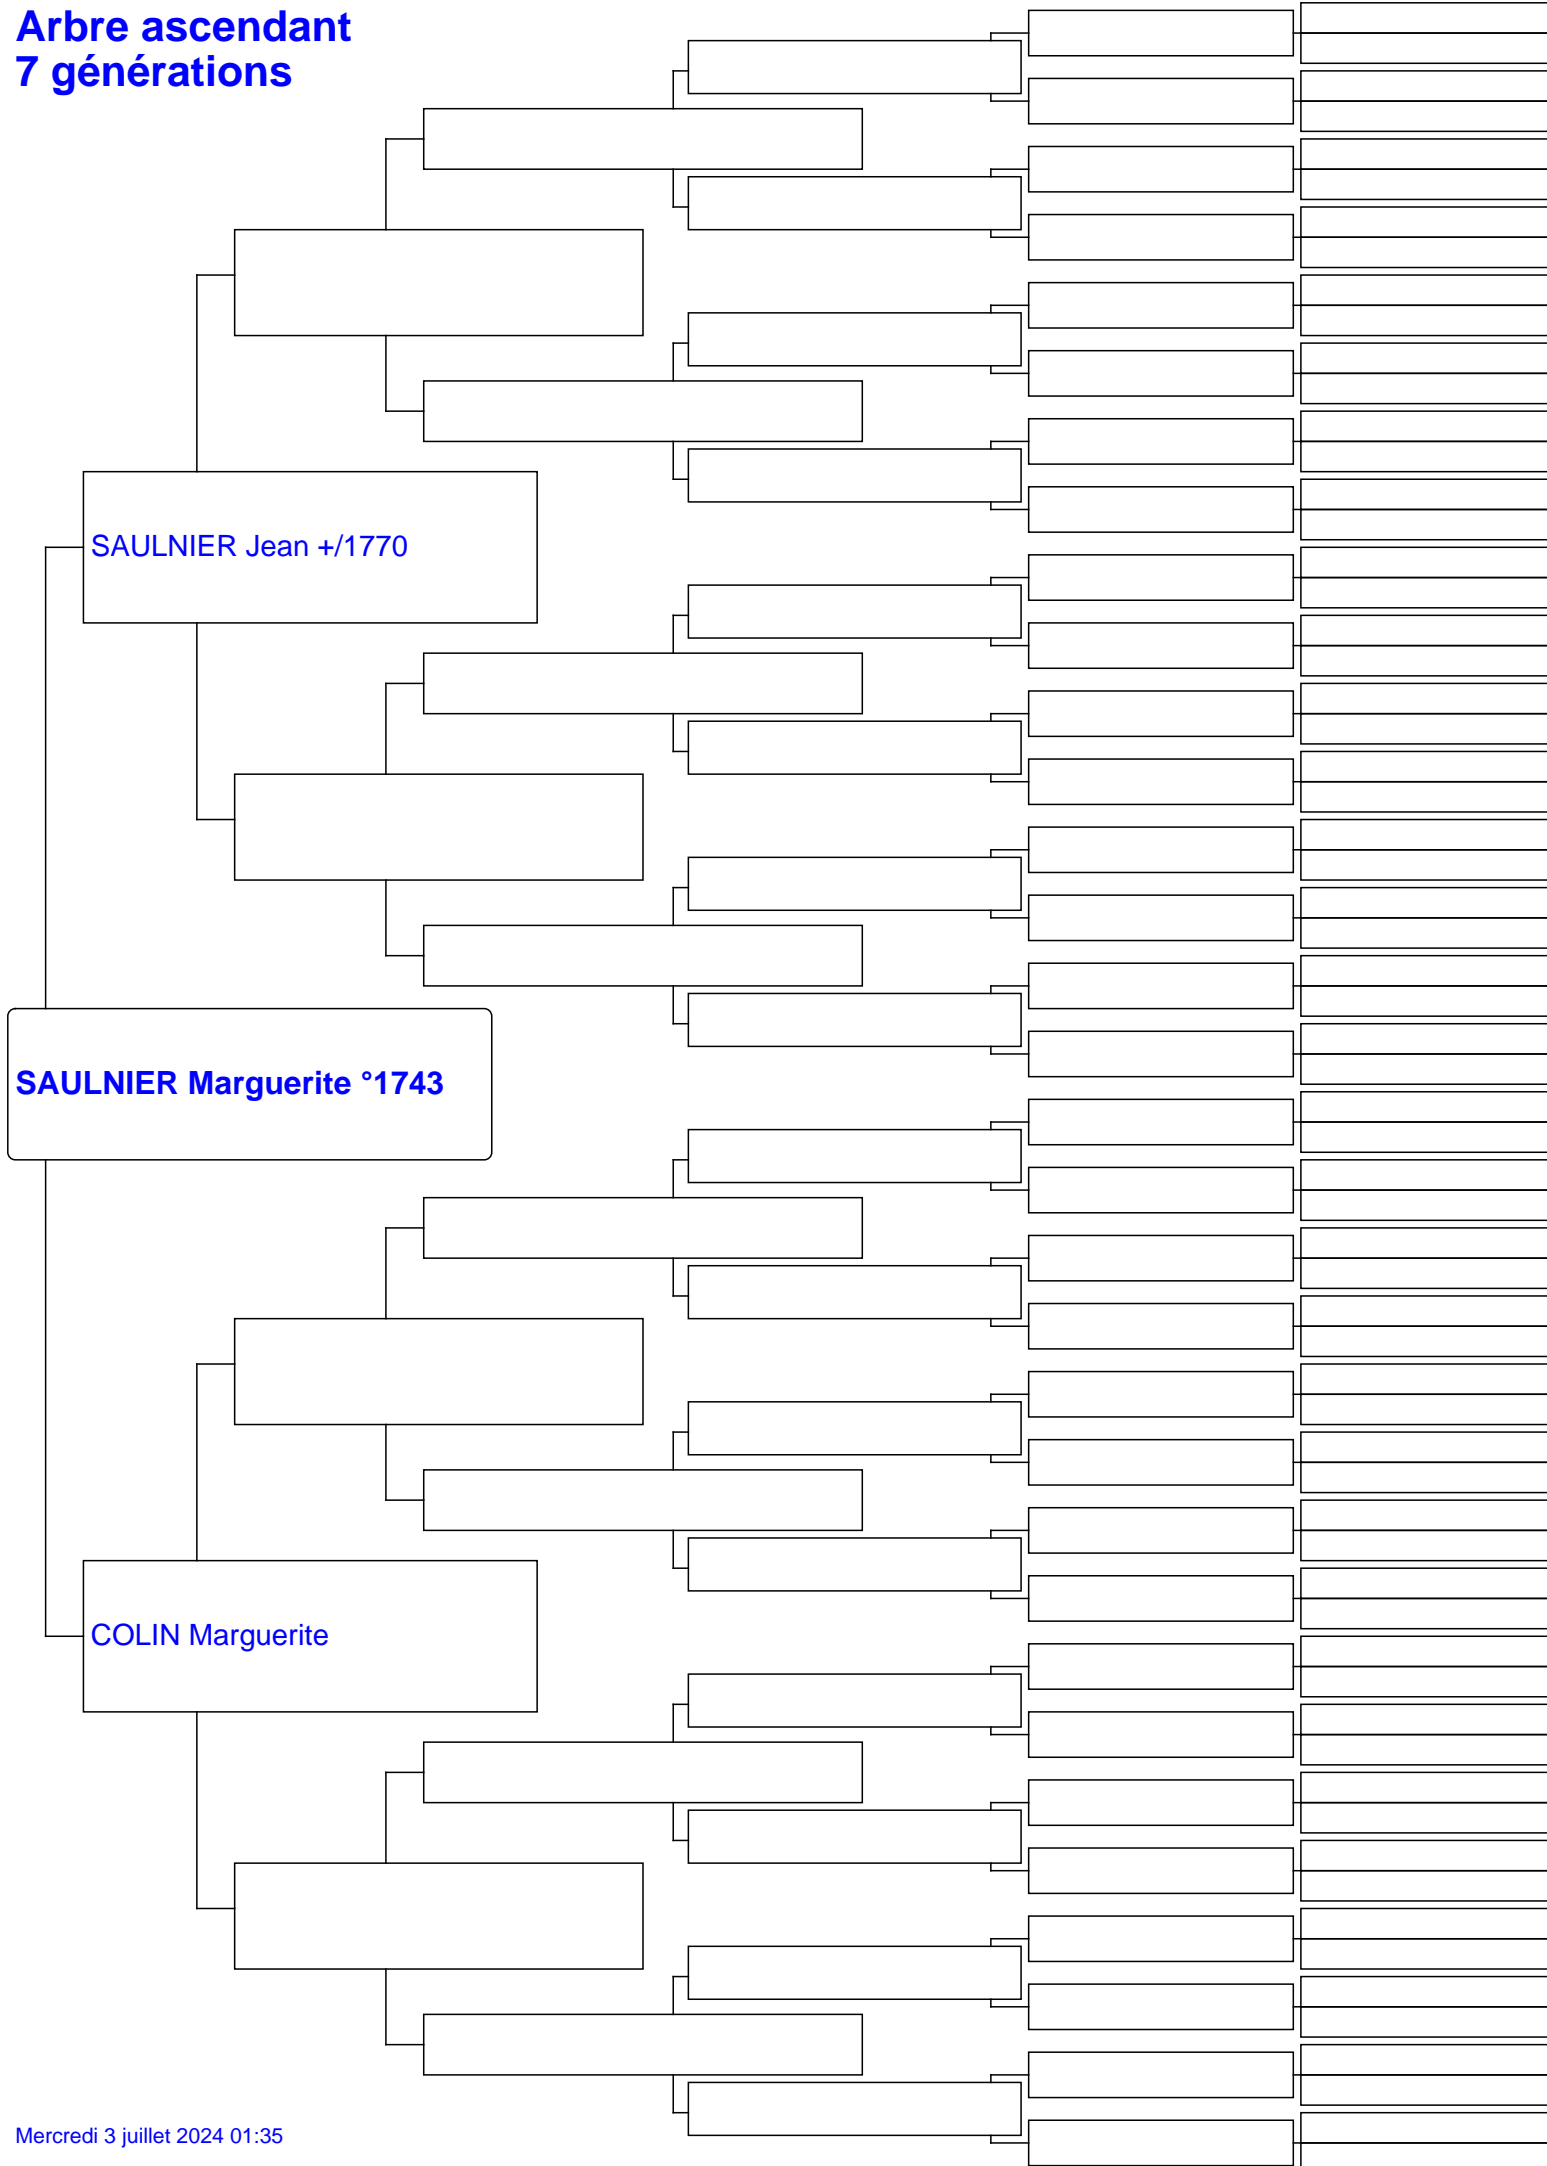 Arbre ascendant
7 générations
SAULNIER Jean +/1770
SAULNIER Marguerite °1743
COLIN Marguerite
Mercredi 3 juillet 2024 01:35